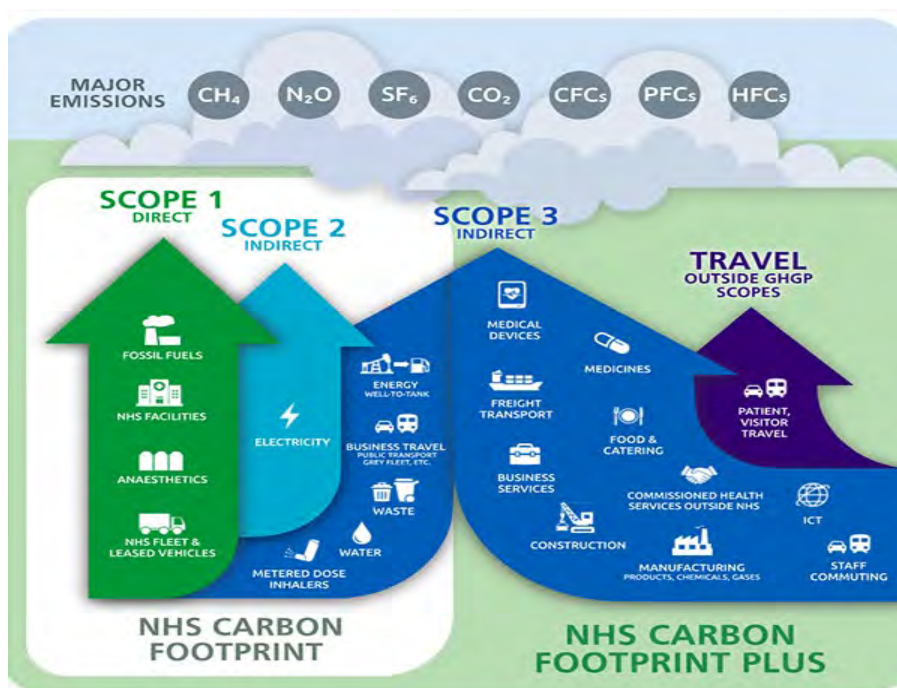 MAJOR
EMISSIONS
CH₄
N₂O
SF₆
CO₂
CFCs
PFCs
HFCs
SCOPE 1
DIRECT
SCOPE 2
INDIRECT
SCOPE 3
INDIRECT
TRAVEL
OUTSIDE GHGP
SCOPES
FOSSIL FUELS
NHS FACILITIES
ANAESTHETICS
NHS FLEET &
LEASED VEHICLES
ELECTRICITY
ENERGY
WELL-TO-TANK
BUSINESS TRAVEL
PUBLIC TRANSPORT
GREY FLEET, ETC.
WASTE
WATER
METERED DOSE
INHALERS
MEDICAL
DEVICES
FREIGHT
TRANSPORT
BUSINESS
SERVICES
CONSTRUCTION
MEDICINES
FOOD &
CATERING
COMMISSIONED HEALTH
SERVICES OUTSIDE NHS
MANUFACTURING
PRODUCTS, CHEMICALS, GASES
PATIENT,
VISITOR
TRAVEL
ICT
STAFF
COMMUTING
NHS CARBON
FOOTPRINT
NHS CARBON
FOOTPRINT PLUS